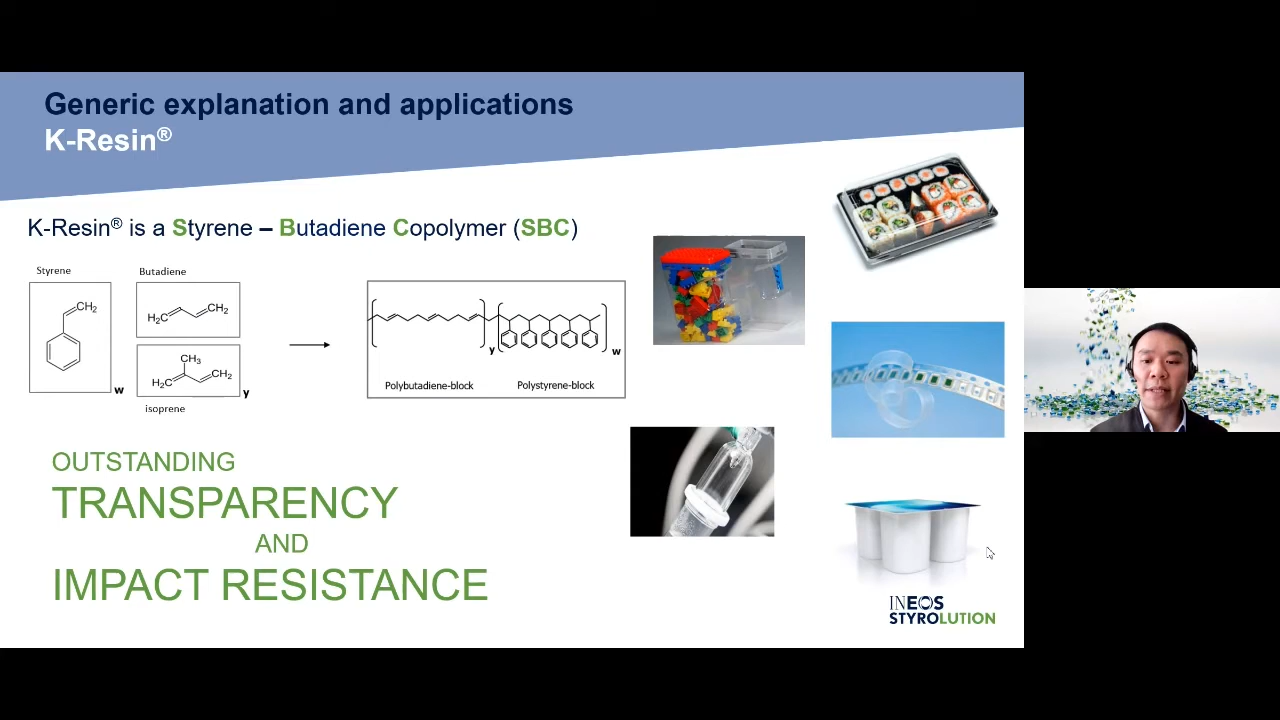 Generic explanation and applications
K-Resin®
K-Resin® is a Styrene – Butadiene Copolymer (SBC)
Styrene
Butadiene
CH₂
H₂C
CH₂
w
CH₃
H₂C
CH₂
y
isoprene
y
w
Polybutadiene-block
Polystyrene-block
OUTSTANDING
TRANSPARENCY
AND
IMPACT RESISTANCE
INEOS
STYROLUTION